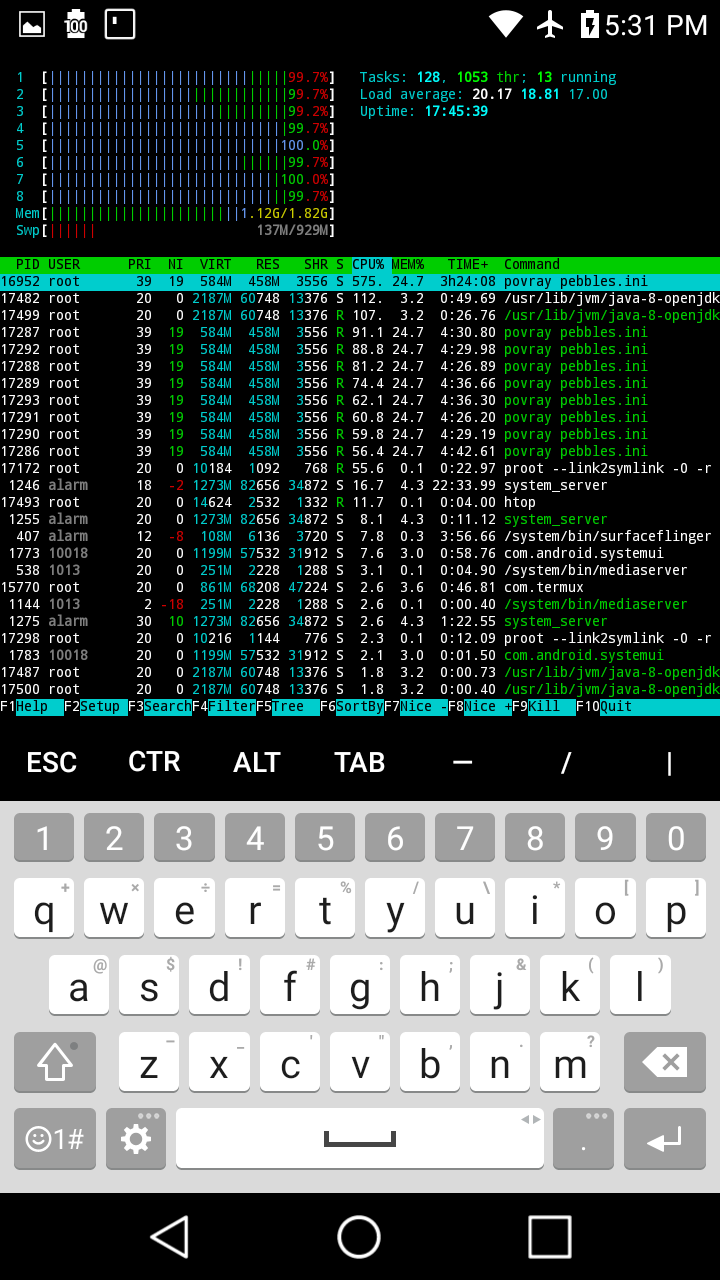 100 5:31 PM
1 [||||||||||||||||||||||||||||||99.7%] Tasks: 128, 1053 thr; 13 running
2 [||||||||||||||||||||||||||||||99.7%] Load average: 20.17 18.81 17.00
3 [||||||||||||||||||||||||||||||99.2%] Uptime: 17:45:39
4 [||||||||||||||||||||||||||||||99.7%]
5 [|||||||||||||||||||||||||||||100.0%]
6 [||||||||||||||||||||||||||||||99.7%]
7 [|||||||||||||||||||||||||||||100.0%]
8 [||||||||||||||||||||||||||||||99.7%]
Mem[||||||||||||||||||||||||1.12G/1.82G]
Swp[|||||| 137M/929M]
PID USER PRI NI VIRT RES SHR S CPU% MEM% TIME+ Command
16952 root 39 19 584M 458M 3556 S 575. 24.7 3h24:08 povray pebbles.ini
17482 root 20 0 2187M 60748 13376 S 112. 3.2 0:49.69 /usr/lib/jvm/java-8-openjdk
17499 root 20 0 2187M 60748 13376 R 107. 3.2 0:26.76 /usr/lib/jvm/java-8-openjdk
17287 root 39 19 584M 458M 3556 R 91.1 24.7 4:30.80 povray pebbles.ini
17292 root 39 19 584M 458M 3556 R 88.8 24.7 4:29.98 povray pebbles.ini
17288 root 39 19 584M 458M 3556 R 81.2 24.7 4:26.89 povray pebbles.ini
17289 root 39 19 584M 458M 3556 R 74.4 24.7 4:36.66 povray pebbles.ini
17293 root 39 19 584M 458M 3556 R 62.1 24.7 4:36.30 povray pebbles.ini
17291 root 39 19 584M 458M 3556 R 60.8 24.7 4:26.20 povray pebbles.ini
17290 root 39 19 584M 458M 3556 R 59.8 24.7 4:29.19 povray pebbles.ini
17286 root 39 19 584M 458M 3556 R 56.4 24.7 4:42.61 povray pebbles.ini
17172 root 20 0 10184 1092 768 R 55.6 0.1 0:22.97 proot --link2symlink -0 -r
1246 alarm 18 -2 1273M 82656 34872 S 16.7 4.3 22:33.99 system_server
17493 root 20 0 14624 2532 1332 R 11.7 0.1 0:04.00 htop
1255 alarm 20 0 1273M 82656 34872 S 8.1 4.3 0:11.12 system_server
407 alarm 12 -8 108M 6136 3720 S 7.8 0.3 3:56.66 /system/bin/surfaceflinger
1773 10018 20 0 1199M 57532 31912 S 7.6 3.0 0:58.76 com.android.systemui
538 1013 20 0 251M 2228 1288 S 3.1 0.1 0:04.90 /system/bin/mediaserver
15770 root 20 0 861M 68208 47224 S 2.6 3.6 0:46.81 com.termux
1144 1013 2 -18 251M 2228 1288 S 2.6 0.1 0:00.40 /system/bin/mediaserver
1275 alarm 30 10 1273M 82656 34872 S 2.6 4.3 1:22.55 system_server
17298 root 20 0 10216 1144 776 S 2.3 0.1 0:12.09 proot --link2symlink -0 -r
1783 10018 20 0 1199M 57532 31912 S 2.1 3.0 0:01.50 com.android.systemui
17487 root 20 0 2187M 60748 13376 S 1.8 3.2 0:00.73 /usr/lib/jvm/java-8-openjdk
17500 root 20 0 2187M 60748 13376 S 1.8 3.2 0:00.40 /usr/lib/jvm/java-8-openjdk
F1Help F2Setup F3SearchF4FilterF5Tree F6SortByF7Nice -F8Nice +F9Kill F10Quit
ESC CTR ALT TAB — / |
1 2 3 4 5 6 7 8 9 0
+ × ÷ = % / \ * [ ]
q w e r t y u i o p
@ $ ! # : ; & ( )
a s d f g h j k l
– _ ' " , . ?
z x c v b n m
1# .